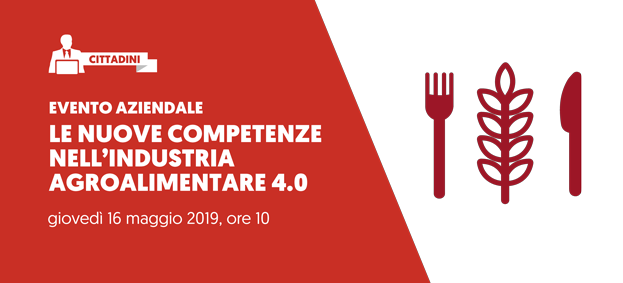 CITTADINI
EVENTO AZIENDALE
LE NUOVE COMPETENZE
NELL'INDUSTRIA
AGROALIMENTARE 4.0
giovedì 16 maggio 2019, ore 10